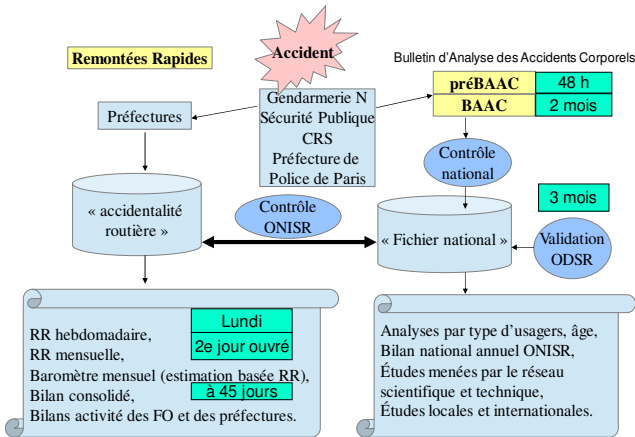 Accident
Remontées Rapides
Bulletin d'Analyse des Accidents Corporels
préBAAC 48 h
BAAC 2 mois
Gendarmerie N
Sécurité Publique
CRS
Préfecture de
Police de Paris
Préfectures
Contrôle
national
« accidentalité
routière »
Contrôle
ONISR
3 mois
« Fichier national »
Validation
ODSR
RR hebdomadaire, Lundi
RR mensuelle, 2e jour ouvré
Baromètre mensuel (estimation basée RR),
Bilan consolidé, à 45 jours
Bilans activité des FO et des préfectures.
Analyses par type d'usagers, âge,
Bilan national annuel ONISR,
Études menées par le réseau
scientifique et technique,
Études locales et internationales.